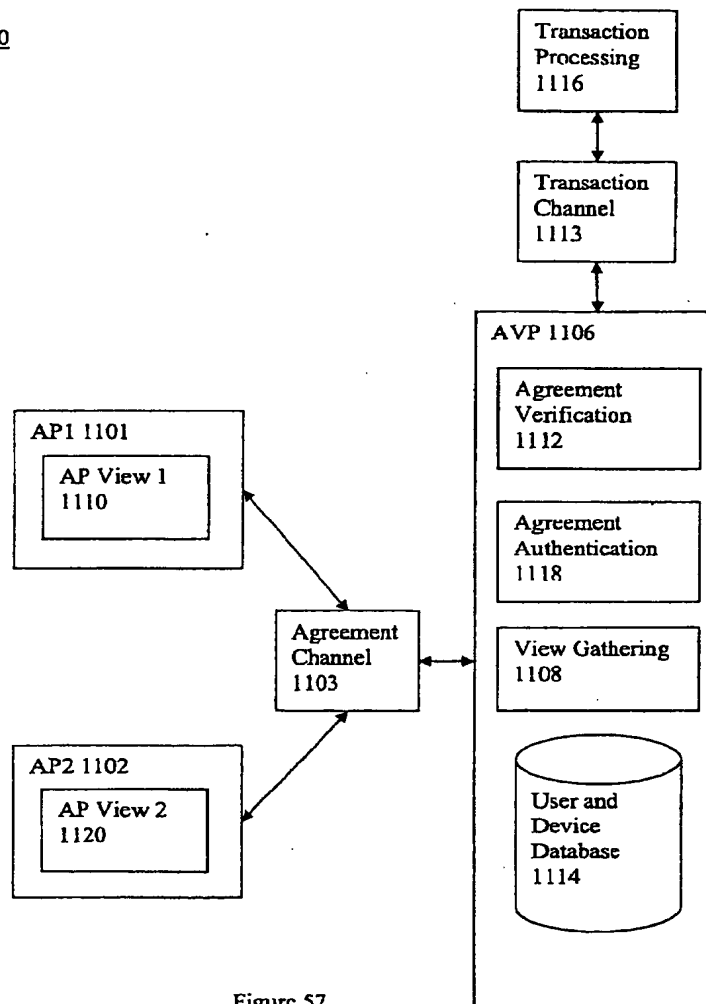 0
Transaction
Processing
1116
Transaction
Channel
1113
AVP 1106
Agreement
Verification
1112
AP1 1101
AP View 1
1110
Agreement
Authentication
1118
Agreement
Channel
1103
View Gathering
1108
AP2 1102
AP View 2
1120
User and
Device
Database
1114
Figure 57